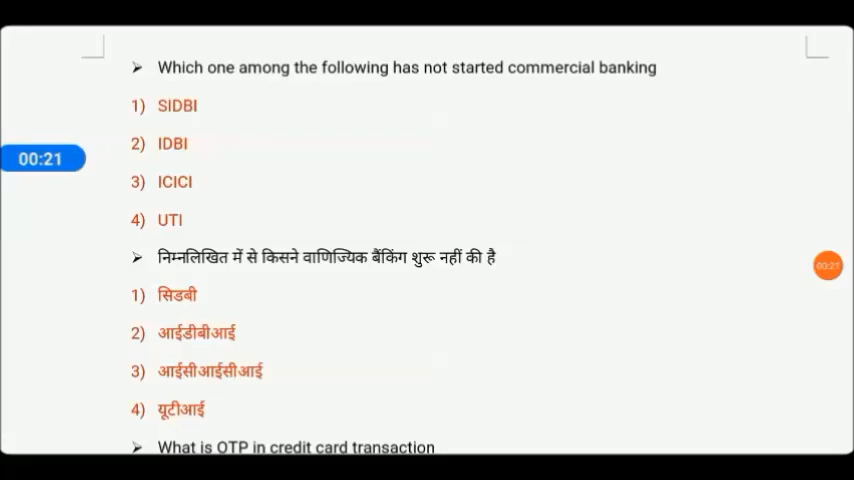 ➤ Which one among the following has not started commercial banking
1) SIDBI
2) IDBI
00:21
3) ICICI
4) UTI
➤ निम्नलिखित में से किसने वाणिज्यिक बैंकिंग शुरू नहीं की है
00:21
1) सिडबी
2) आईडीबीआई
3) आईसीआईसीआई
4) यूटीआई
➤ What is OTP in credit card transaction